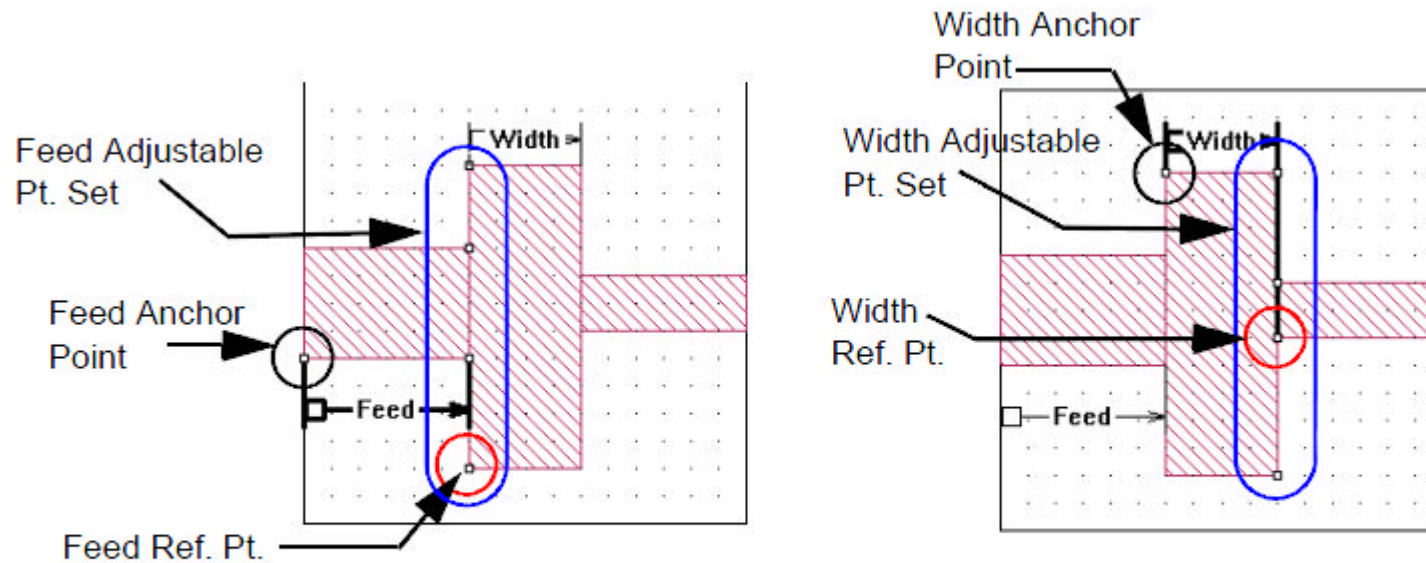 Width
Feed Adjustable
Pt. Set
Feed Anchor
Point
Feed
Feed Ref. Pt.
Width Anchor
Point
Width
Width Adjustable
Pt. Set
Width
Ref. Pt.
Feed